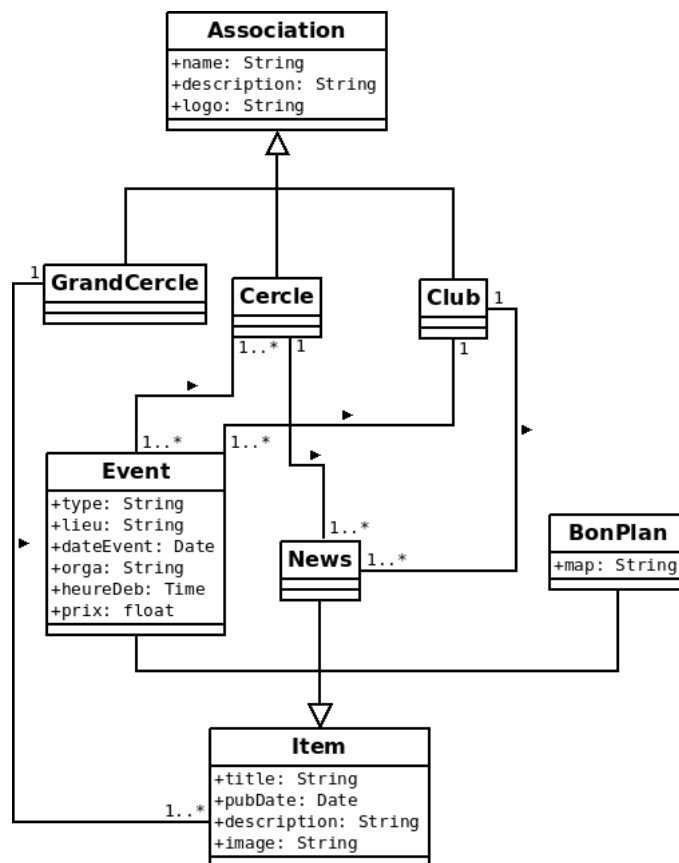 Association
+name: String
+description: String
+logo: String
1
GrandCercle
Cercle
Club
1
1..*
1
1
1..*
1..*
Event
+type: String
+lieu: String
+dateEvent: Date
+orga: String
+heureDeb: Time
+prix: float
1..*
News
1..*
BonPlan
+map: String
Item
+title: String
+pubDate: Date
+description: String
+image: String
1..*